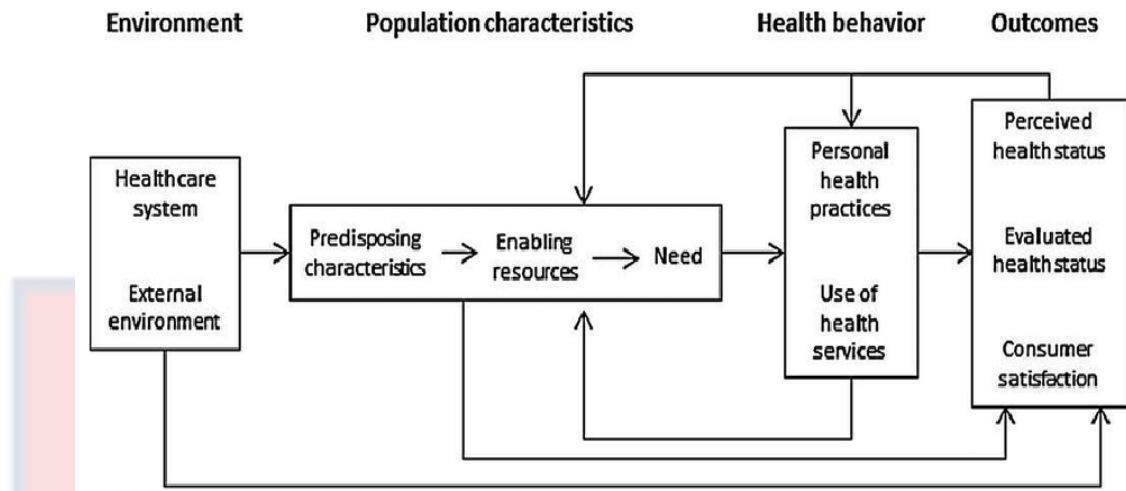 Environment
Population characteristics
Health behavior
Outcomes
Healthcare
system
External
environment
Predisposing
characteristics
Enabling
resources
Need
Personal
health
practices
Use of
health
services
Perceived
health status
Evaluated
health status
Consumer
satisfaction